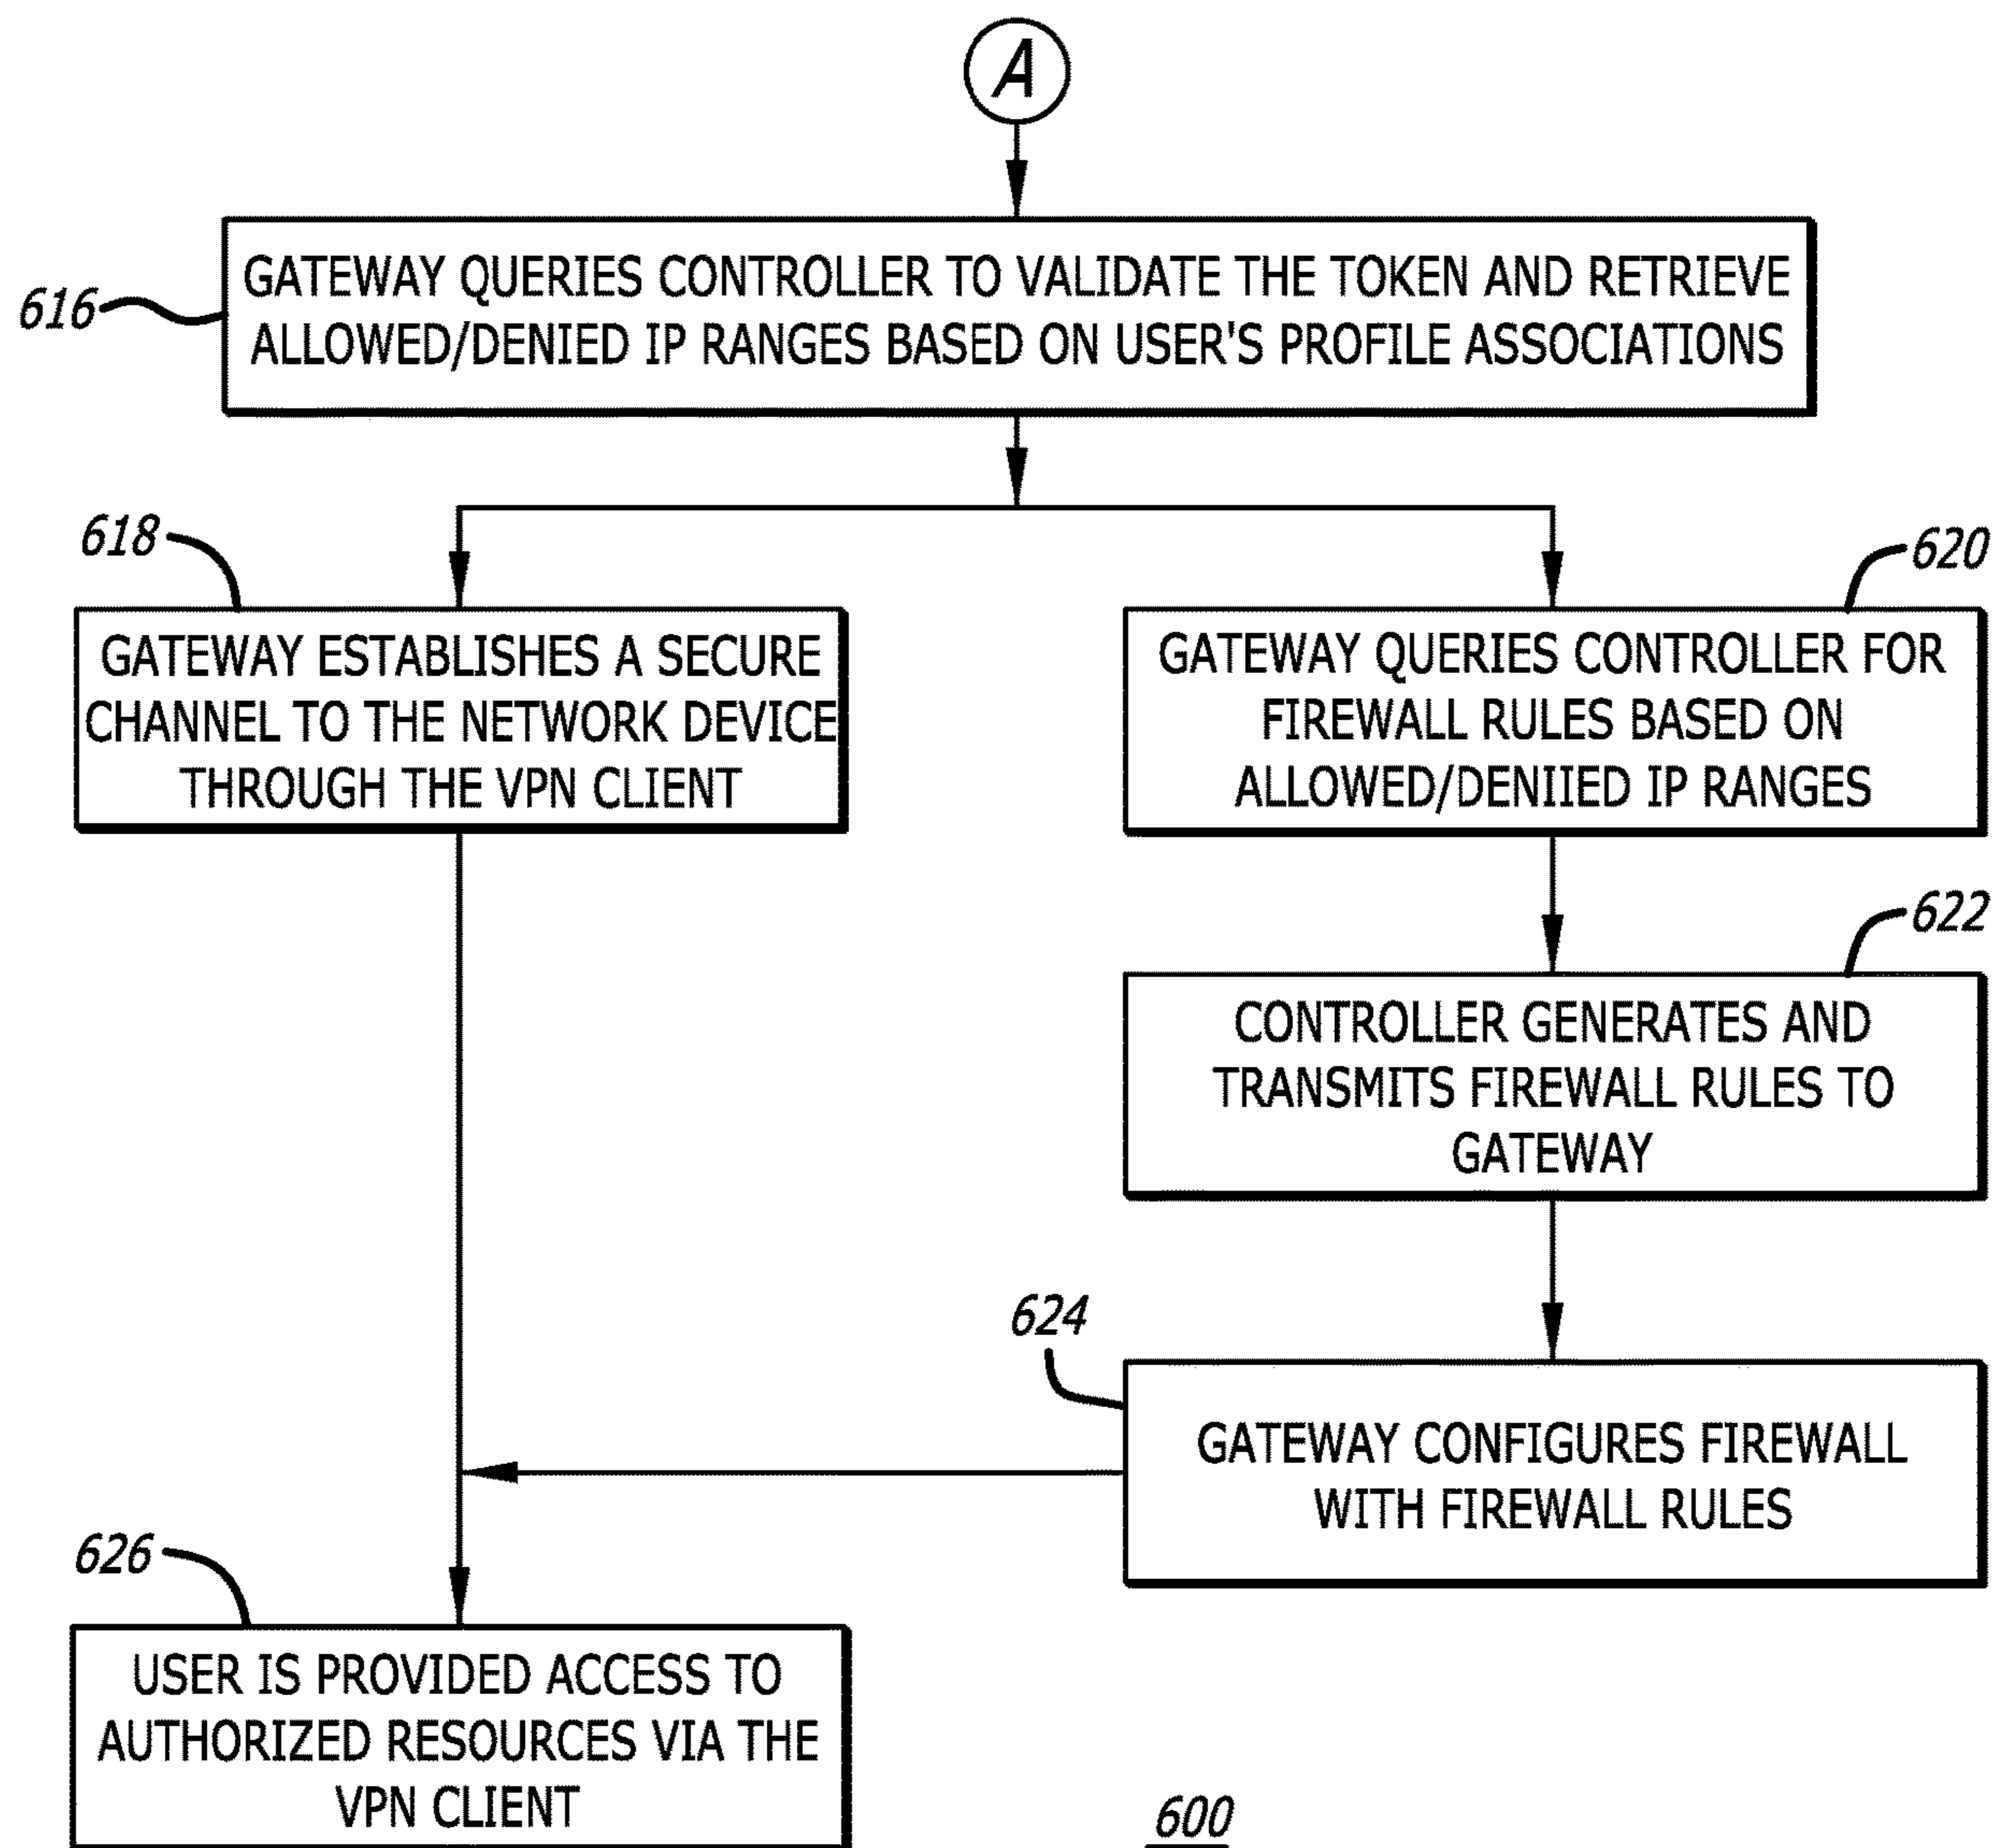 A
616
GATEWAY QUERIES CONTROLLER TO VALIDATE THE TOKEN AND RETRIEVE
ALLOWED/DENIED IP RANGES BASED ON USER'S PROFILE ASSOCIATIONS
618
GATEWAY ESTABLISHES A SECURE
CHANNEL TO THE NETWORK DEVICE
THROUGH THE VPN CLIENT
620
GATEWAY QUERIES CONTROLLER FOR
FIREWALL RULES BASED ON
ALLOWED/DENIIED IP RANGES
622
CONTROLLER GENERATES AND
TRANSMITS FIREWALL RULES TO
GATEWAY
624
GATEWAY CONFIGURES FIREWALL
WITH FIREWALL RULES
626
USER IS PROVIDED ACCESS TO
AUTHORIZED RESOURCES VIA THE
VPN CLIENT
600